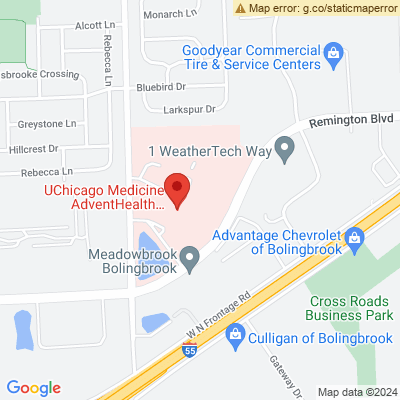 Map error: g.co/staticmaperror
Monarch Ln
Alcott Ln
Rebecca Ln
Goodyear Commercial
Tire & Service Centers
sbrooke Crossing
Bluebird Dr
Larkspur Dr
Greystone Ln
Remington Blvd
Hillcrest Dr
1 WeatherTech Way
Rebecca Ln
UChicago Medicine
AdventHealth...
Advantage Chevrolet
of Bolingbrook
Meadowbrook
Bolingbrook
W N Frontage Rd
Cross Roads
Business Park
Culligan of Bolingbrook
55
Gateway Dr
Google
Map data ©2024